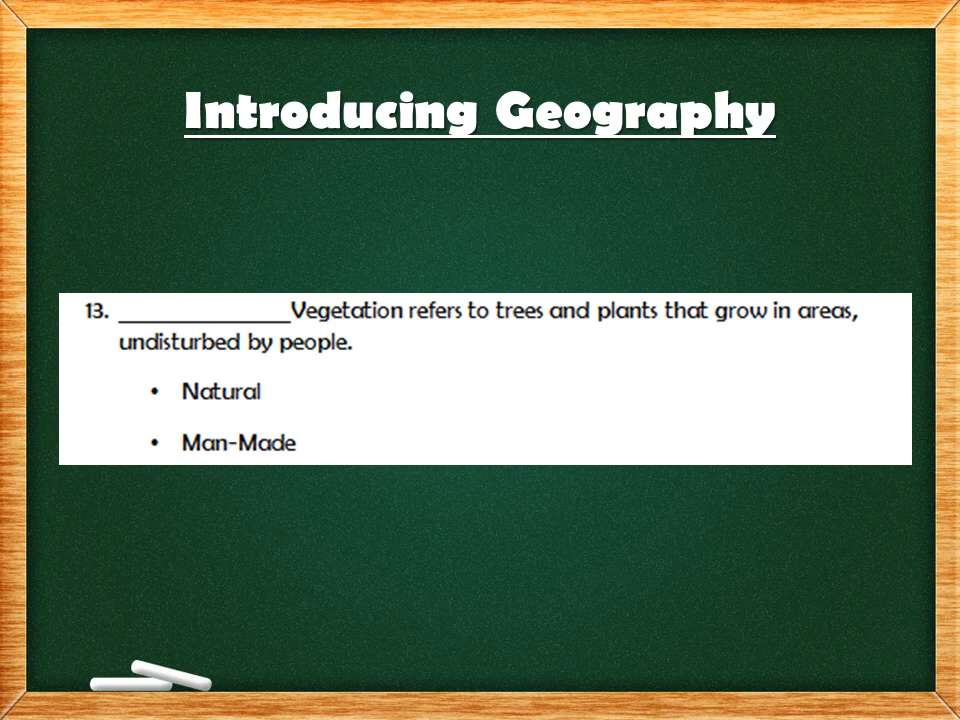 Introducing Geography
13. ______________Vegetation refers to trees and plants that grow in areas,
undisturbed by people.
• Natural
• Man-Made